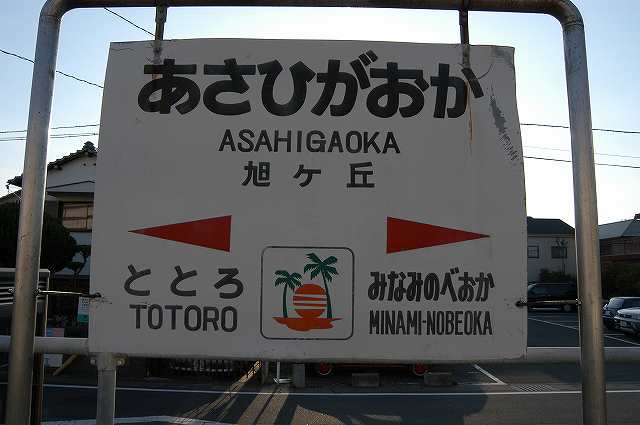 あさひがおか
ASAHIGAOKA
旭ヶ丘
ととろ
TOTORO
みなみのべおか
MINAMI-NOBEOKA